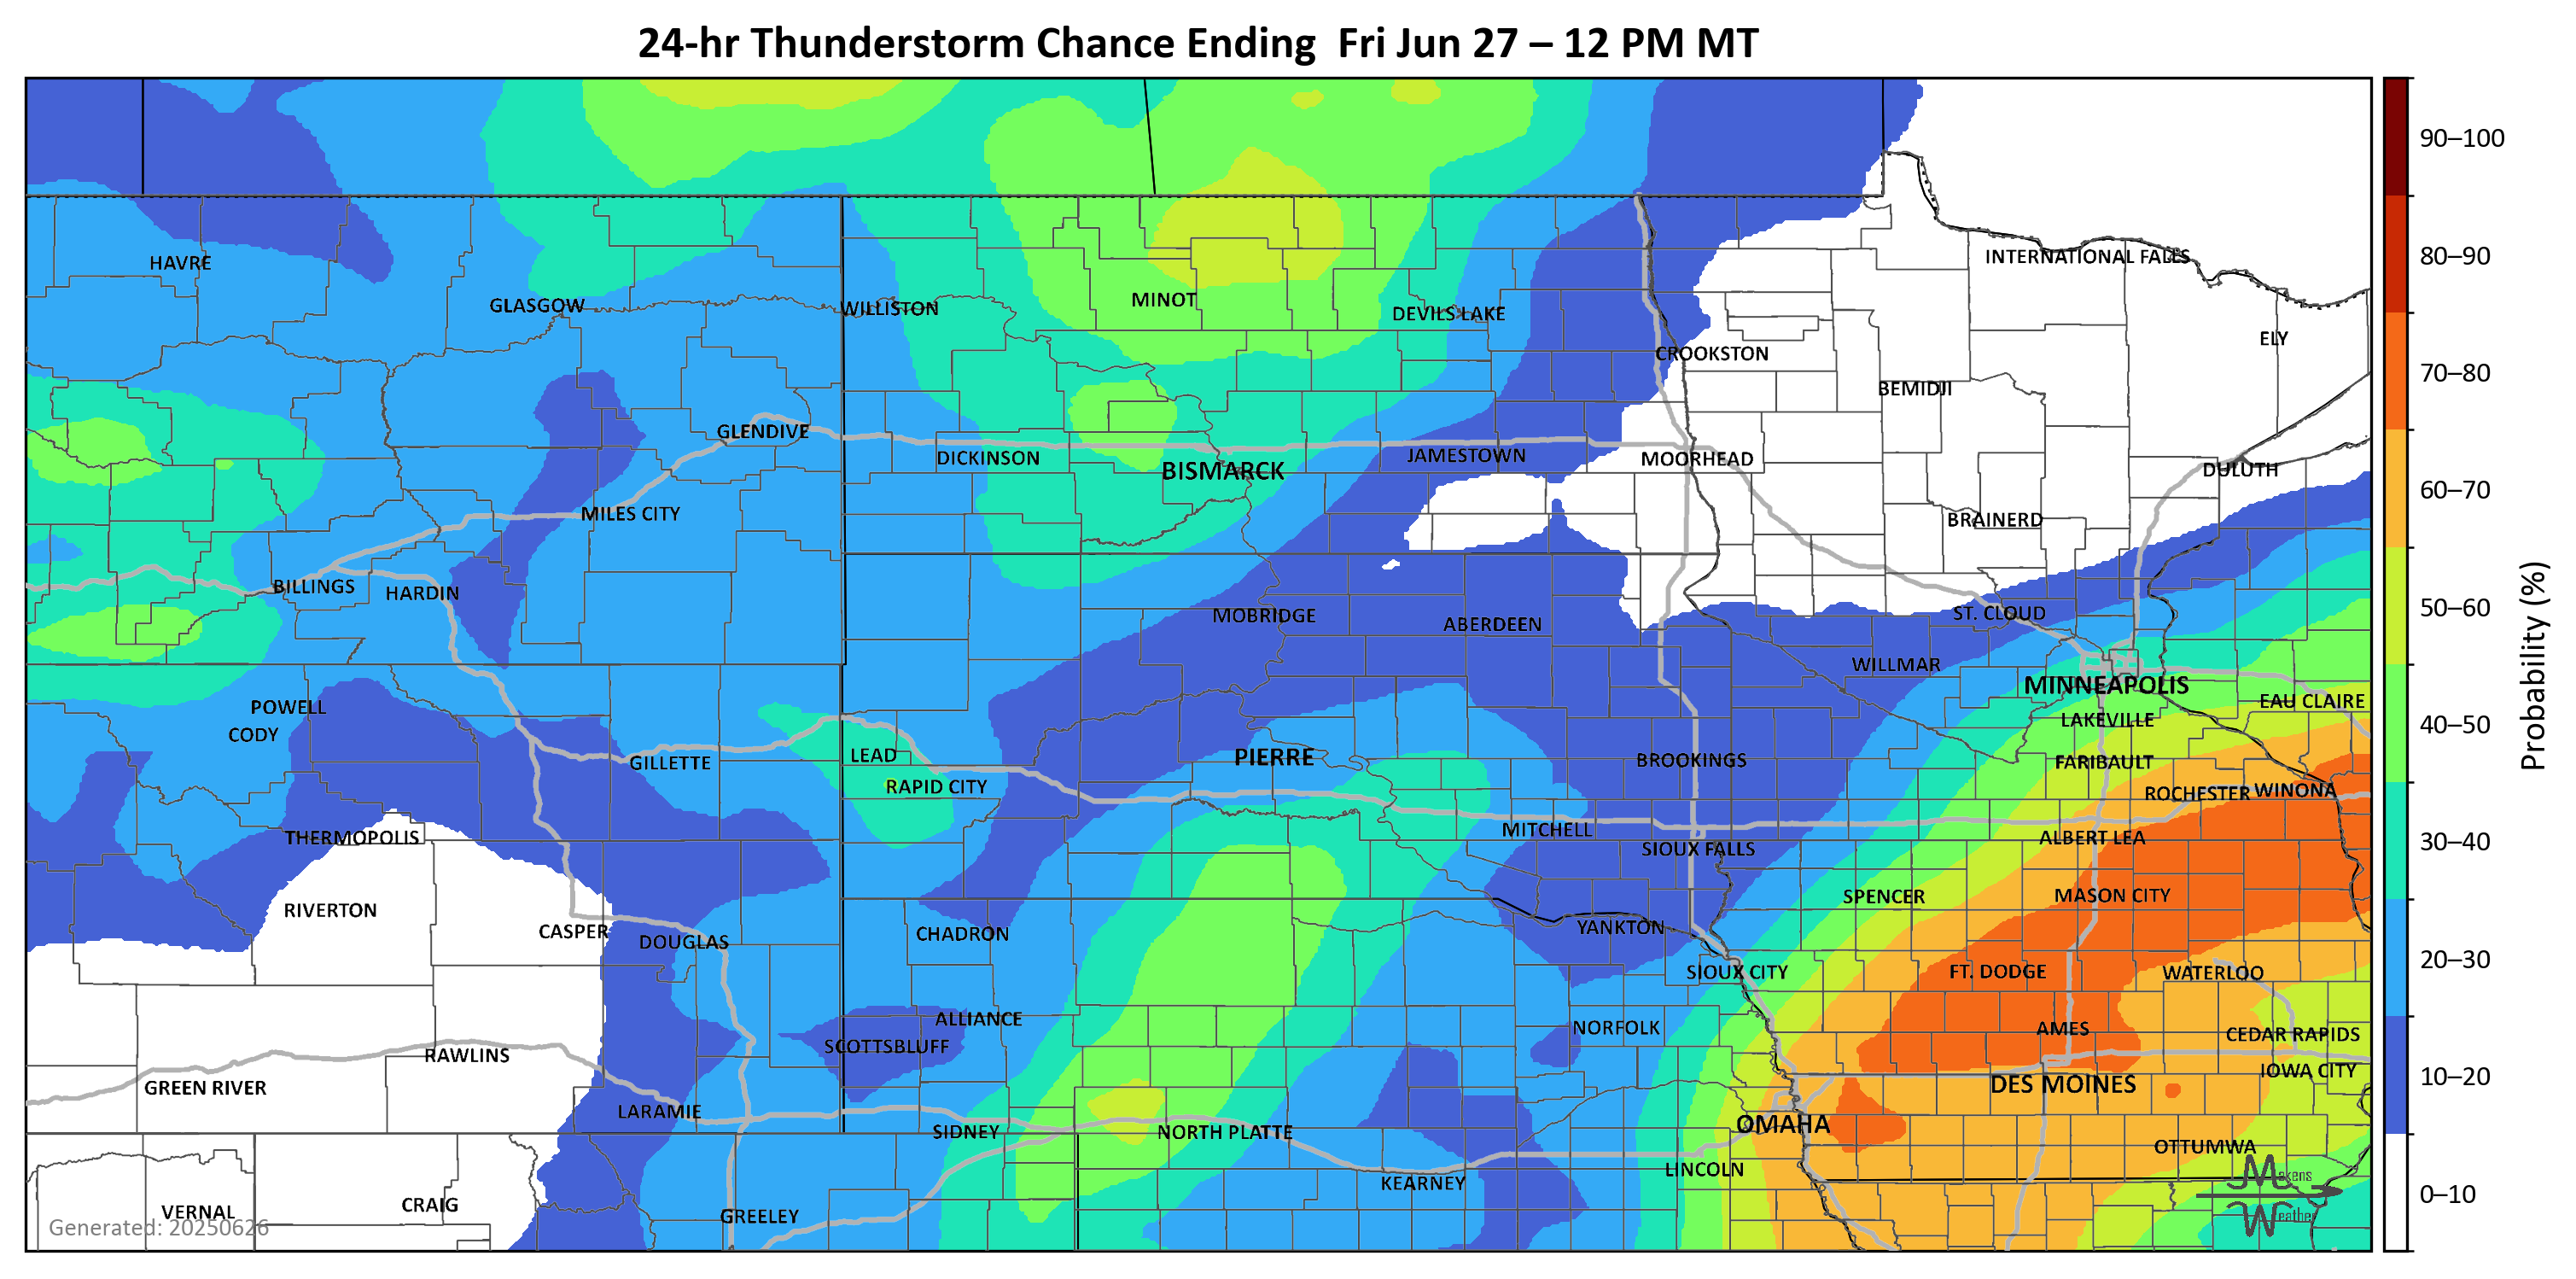 24-hr Thunderstorm Chance Ending  Fri Jun 27 – 12 PM MT
90–100
INTERNATIONAL FALLS
HAVRE
80–90
MINOT
GLASGOW
WILLISTON
DEVILS LAKE
ELY
CROOKSTON
70–80
BEMIDJI
GLENDIVE
DICKINSON
JAMESTOWN
MOORHEAD
BISMARCK
DULUTH
60–70
MILES CITY
BRAINERD
BILLINGS
HARDIN
50–60
MOBRIDGE
ST. CLOUD
ABERDEEN
WILLMAR
Probability (%)
MINNEAPOLIS
EAU CLAIRE
POWELL
LAKEVILLE
40–50
CODY
LEAD
PIERRE
BROOKINGS
GILLETTE
FARIBAULT
RAPID CITY
ROCHESTER
WINONA
MITCHELL
THERMOPOLIS
ALBERT LEA
30–40
SIOUX FALLS
SPENCER
MASON CITY
RIVERTON
YANKTON
CASPER
CHADRON
DOUGLAS
20–30
SIOUX CITY
FT. DODGE
WATERLOO
ALLIANCE
NORFOLK
AMES
CEDAR RAPIDS
SCOTTSBLUFF
RAWLINS
IOWA CITY
10–20
GREEN RIVER
DES MOINES
LARAMIE
OMAHA
SIDNEY
NORTH PLATTE
OTTUMWA
LINCOLN
Makens
KEARNEY
0–10
CRAIG
VERNAL
GREELEY
Weather
Generated: 20250626